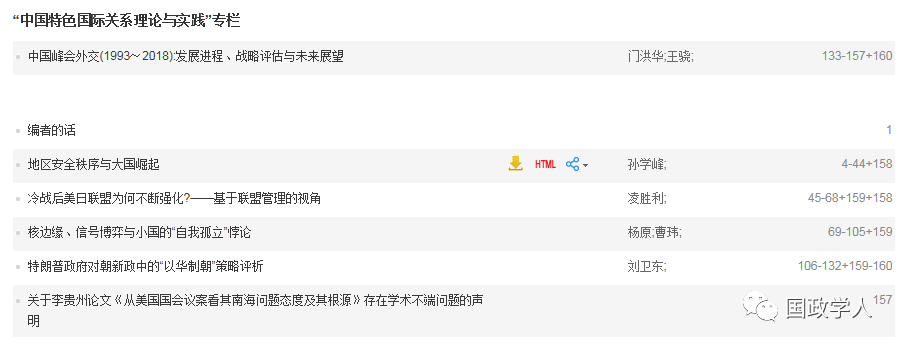 “中国特色国际关系理论与实践”专栏
中国峰会外交(1993～2018):发展进程、战略评估与未来展望 门洪华;王骁; 133-157+160
编者的话 1
地区安全秩序与大国崛起 HTML 孙学峰; 4-44+158
冷战后美日联盟为何不断强化?——基于联盟管理的视角 凌胜利; 45-68+159+158
核边缘、信号博弈与小国的“自我孤立”悖论 杨原;曹玮; 69-105+159
特朗普政府对朝新政中的“以华制朝”策略评析 刘卫东; 106-132+159-160
关于李贵州论文《从美国国会议案看其南海问题态度及其根源》存在学术不端问题的声 157
明
国政学人